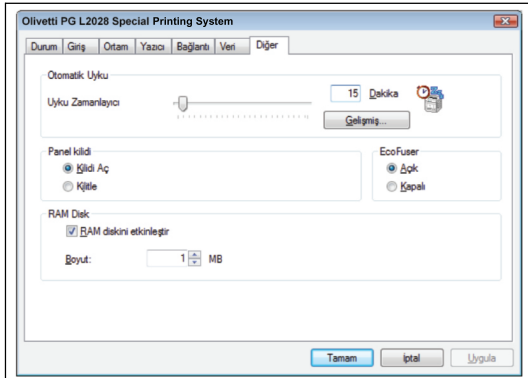 Olivetti PG L2028 Special Printing System
Durum Giriş Ortam Yazıcı Bağlantı Veri Diğer
Otomatik Uyku
Uyku Zamanlayıcı 15 Dakika
Gelişmiş...
Panel kilidi EcoFuser
Kilidi Aç Açık
Kilitle Kapalı
RAM Disk
RAM diskini etkinleştir
Boyut: 1 MB
Tamam İptal Uygula